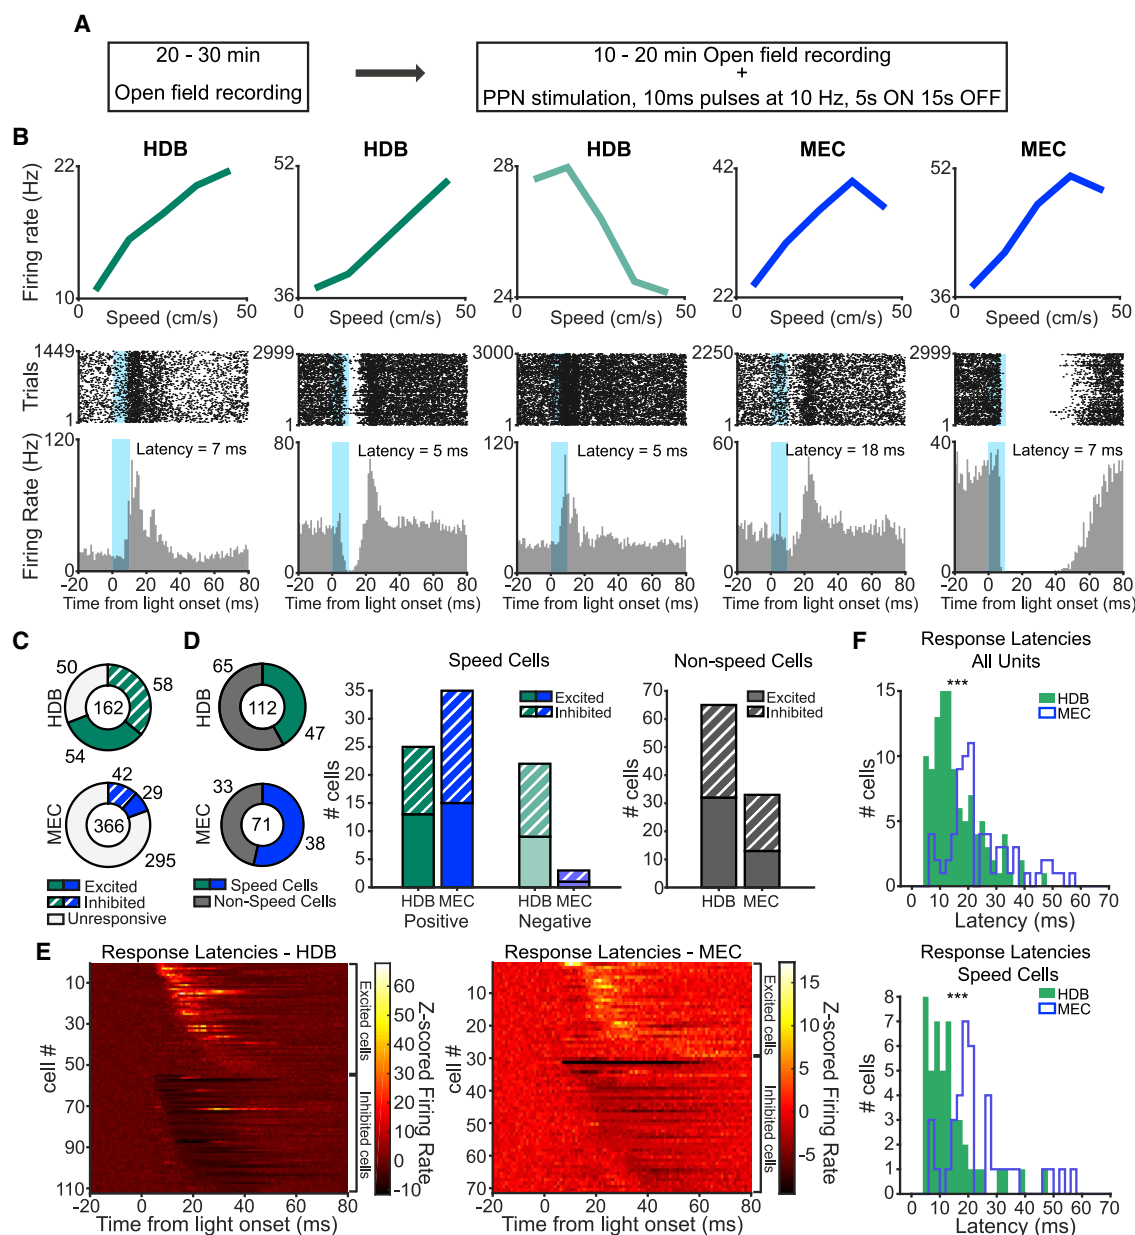 A
20 - 30 min
Open field recording
10 - 20 min Open field recording
+
PPN stimulation, 10ms pulses at 10 Hz, 5s ON 15s OFF
B
HDB
HDB
HDB
MEC
MEC
Firing rate (Hz)
22
10
0
50
Speed (cm/s)
52
36
0
50
Speed (cm/s)
28
24
0
50
Speed (cm/s)
42
22
0
50
Speed (cm/s)
52
36
0
50
Speed (cm/s)
Trials
1449
1
2999
1
3000
1
2250
1
2999
1
Firing Rate (Hz)
120
0
Latency = 7 ms
-20 0 20 40 60 80
Time from light onset (ms)
80
0
Latency = 5 ms
-20 0 20 40 60 80
Time from light onset (ms)
120
0
Latency = 5 ms
-20 0 20 40 60 80
Time from light onset (ms)
60
0
Latency = 18 ms
-20 0 20 40 60 80
Time from light onset (ms)
40
0
Latency = 7 ms
-20 0 20 40 60 80
Time from light onset (ms)
C
HDB
50
58
162
54
MEC
42
29
366
295
Excited
Inhibited
Unresponsive
D
HDB
65
112
47
MEC
33
71
38
Speed Cells
Non-Speed Cells
Speed Cells
# cells
35
30
25
20
15
10
5
0
Excited
Inhibited
HDB MEC
Positive
HDB MEC
Negative
Non-speed Cells
# cells
70
60
50
40
30
20
10
0
Excited
Inhibited
HDB MEC
E
Response Latencies - HDB
cell #
10
30
50
70
90
110
-20 0 20 40 60 80
Time from light onset (ms)
Excited cells
Inhibited cells
60
50
40
30
20
10
0
-10
Z-scored Firing Rate
Response Latencies - MEC
cell #
10
20
30
40
50
60
70
-20 0 20 40 60 80
Time from light onset (ms)
Excited cells
Inhibited cells
15
10
5
0
-5
Z-scored Firing Rate
F
Response Latencies
All Units
***
HDB
MEC
# cells
15
10
5
0
0 10 20 30 40 50 60 70
Latency (ms)
Response Latencies
Speed Cells
***
HDB
MEC
# cells
8
7
6
5
4
3
2
1
0
0 10 20 30 40 50 60 70
Latency (ms)